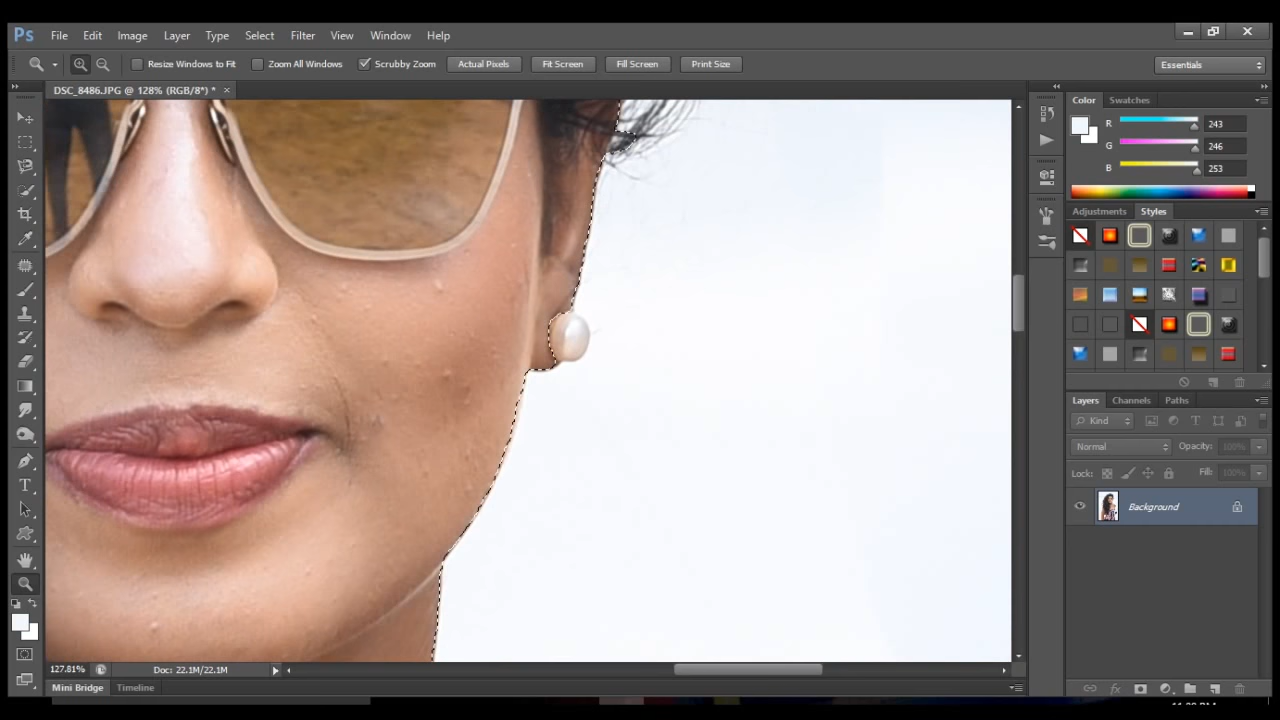 Ps File Edit Image Layer Type Select Filter View Window Help
Resize Windows to Fit Zoom All Windows Scrubby Zoom Actual Pixels Fit Screen Fill Screen Print Size Essentials
DSC_8486.JPG @ 128% (RGB/8*) * ×
Color Swatches
R 243
G 246
B 253
Adjustments Styles
Layers Channels Paths
Kind
Normal Opacity: 100%
Lock: Fill: 100%
Background
127.81% Doc: 22.1M/22.1M
Mini Bridge Timeline